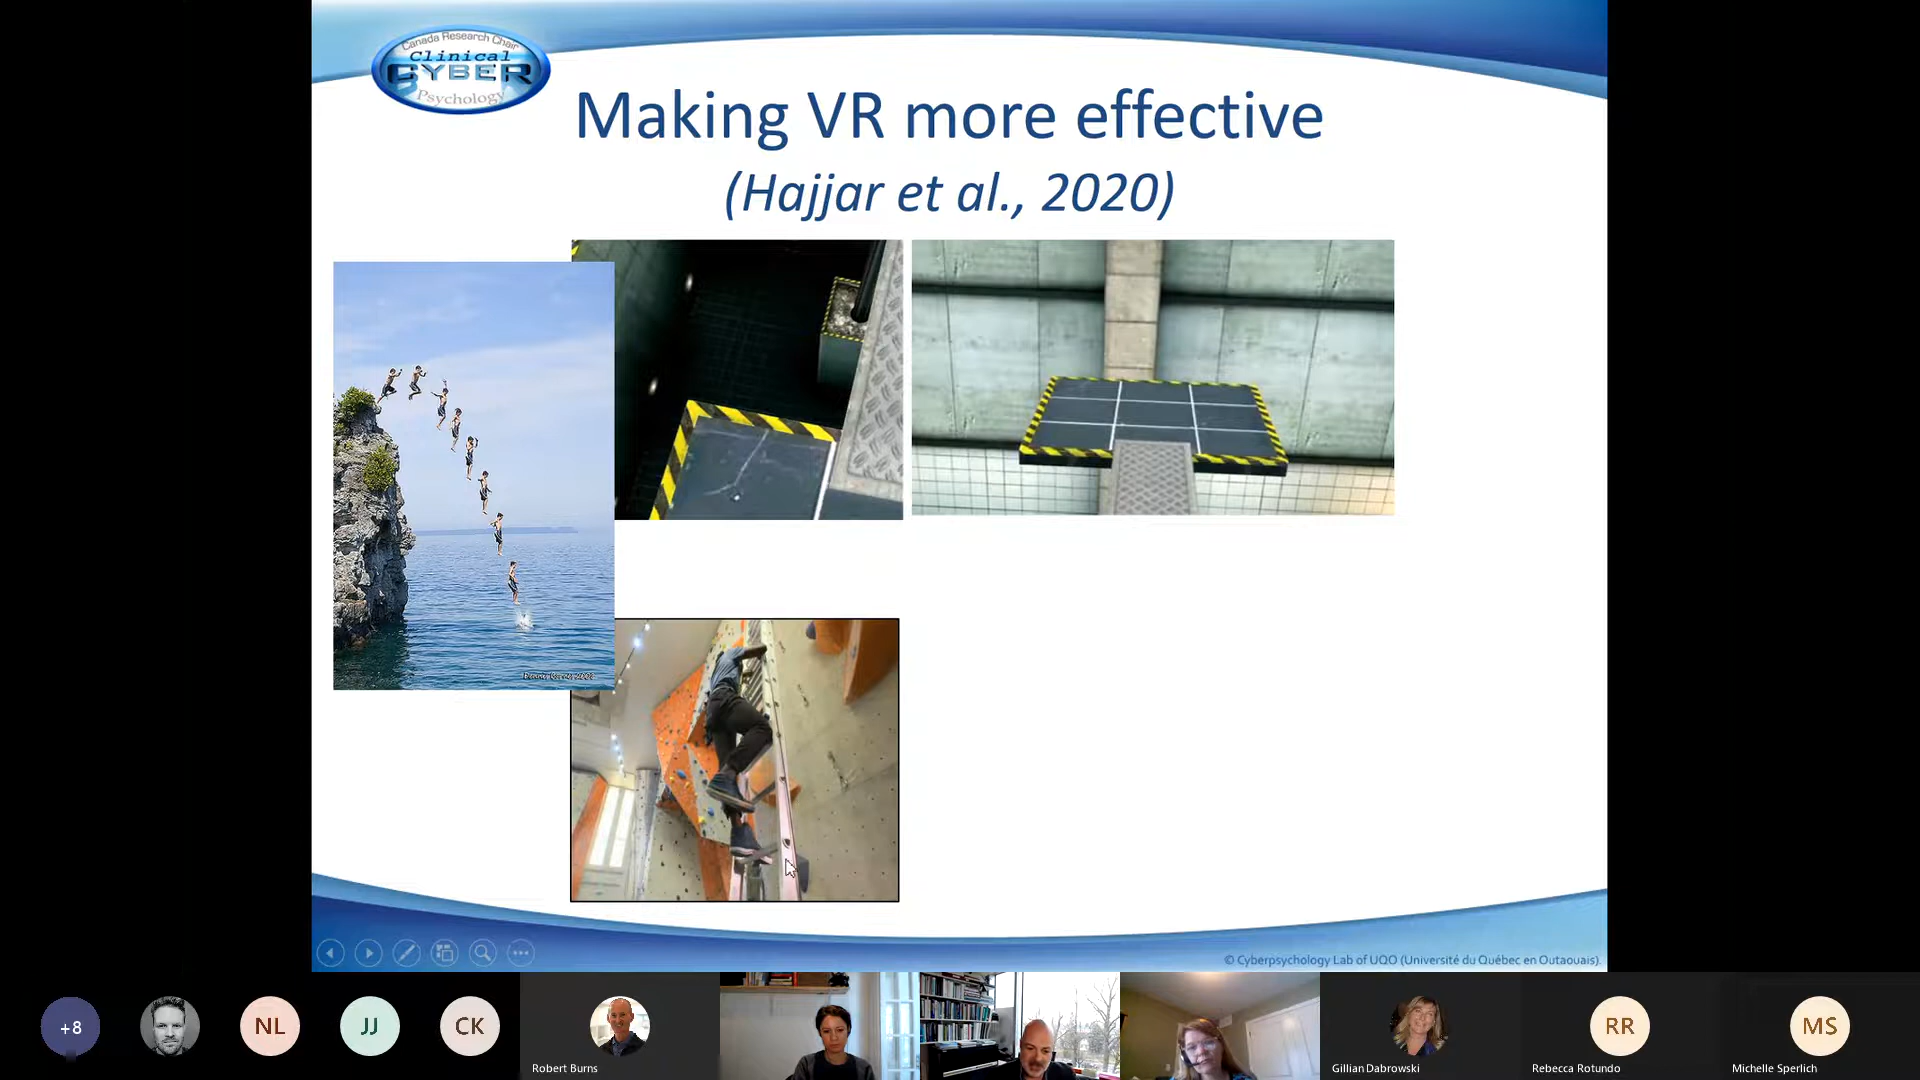 Canada Research Chair
Clinical
CYBER
Psychology
Making VR more effective
(Hajjar et al., 2020)
© Cyberpsychology Lab of UQO (Université du Québec en Outaouais).
+8
NL
JJ
CK
RR
MS
Robert Burns
Gillian Dabrowski
Rebecca Rotundo
Michelle Sperlich